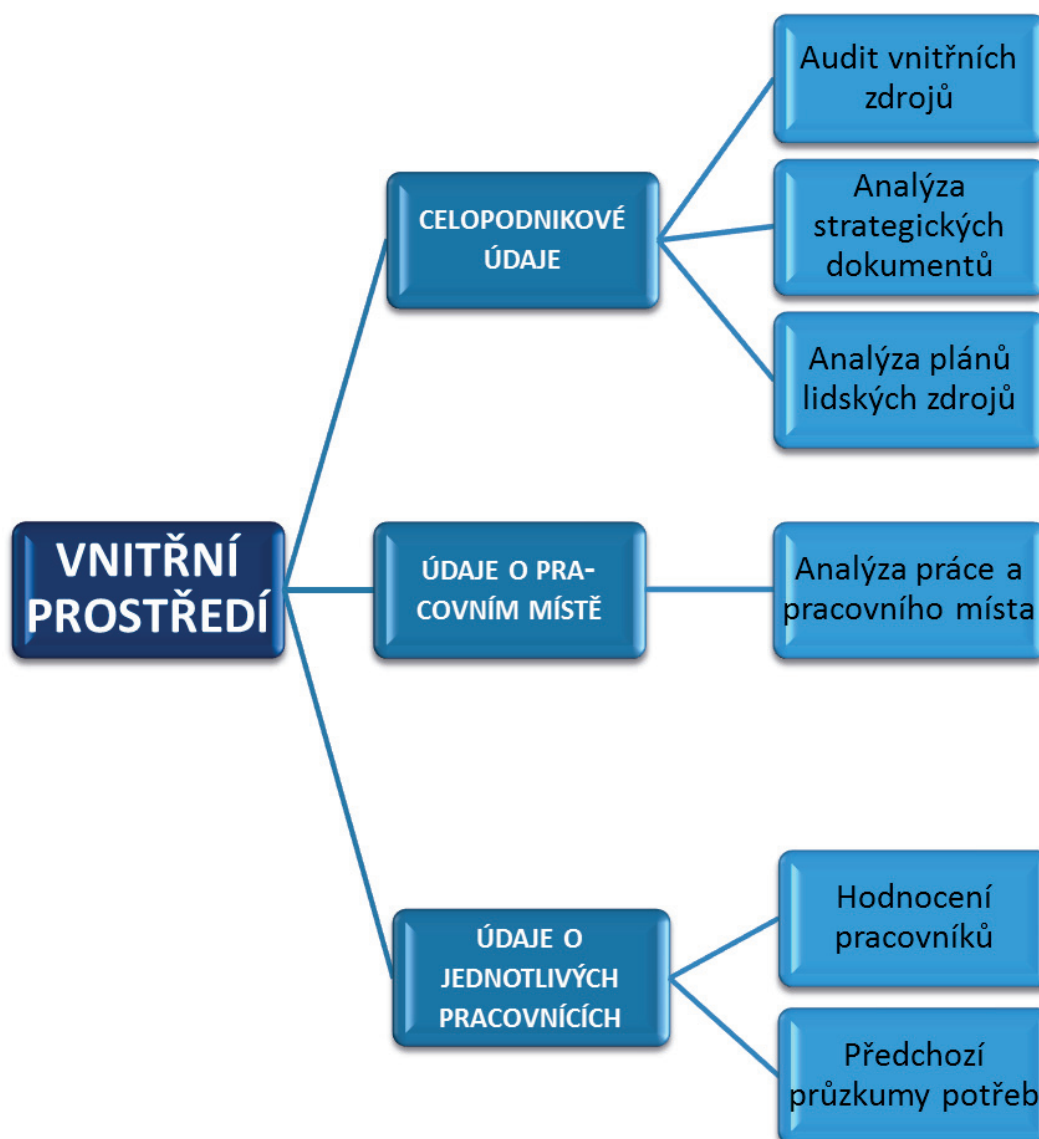 Audit vnitřních
zdrojů
CELOPODNIKOVÉ
ÚDAJE
Analýza
strategických
dokumentů
Analýza plánů
lidských zdrojů
VNITŘNÍ
PROSTŘEDÍ
ÚDAJE O PRA-
COVNÍM MÍSTĚ
Analýza práce a
pracovního místa
ÚDAJE O
JEDNOTLIVÝCH
PRACOVNÍCÍCH
Hodnocení
pracovníků
Předchozí
průzkumy potřeb